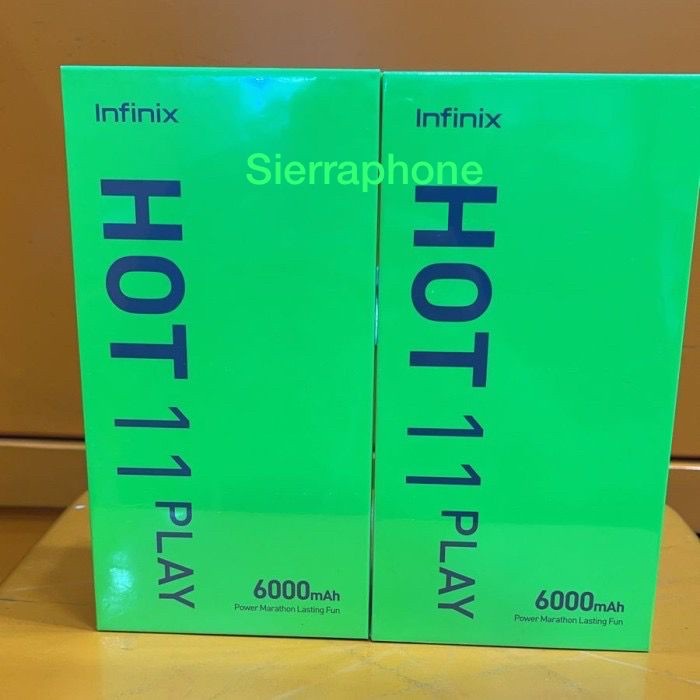 Infinix
HOT 11 PLAY
6000mAh
Power Marathon Lasting Fun
Infinix
HOT 11 PLAY
6000mAh
Power Marathon Lasting Fun
Sierraphone